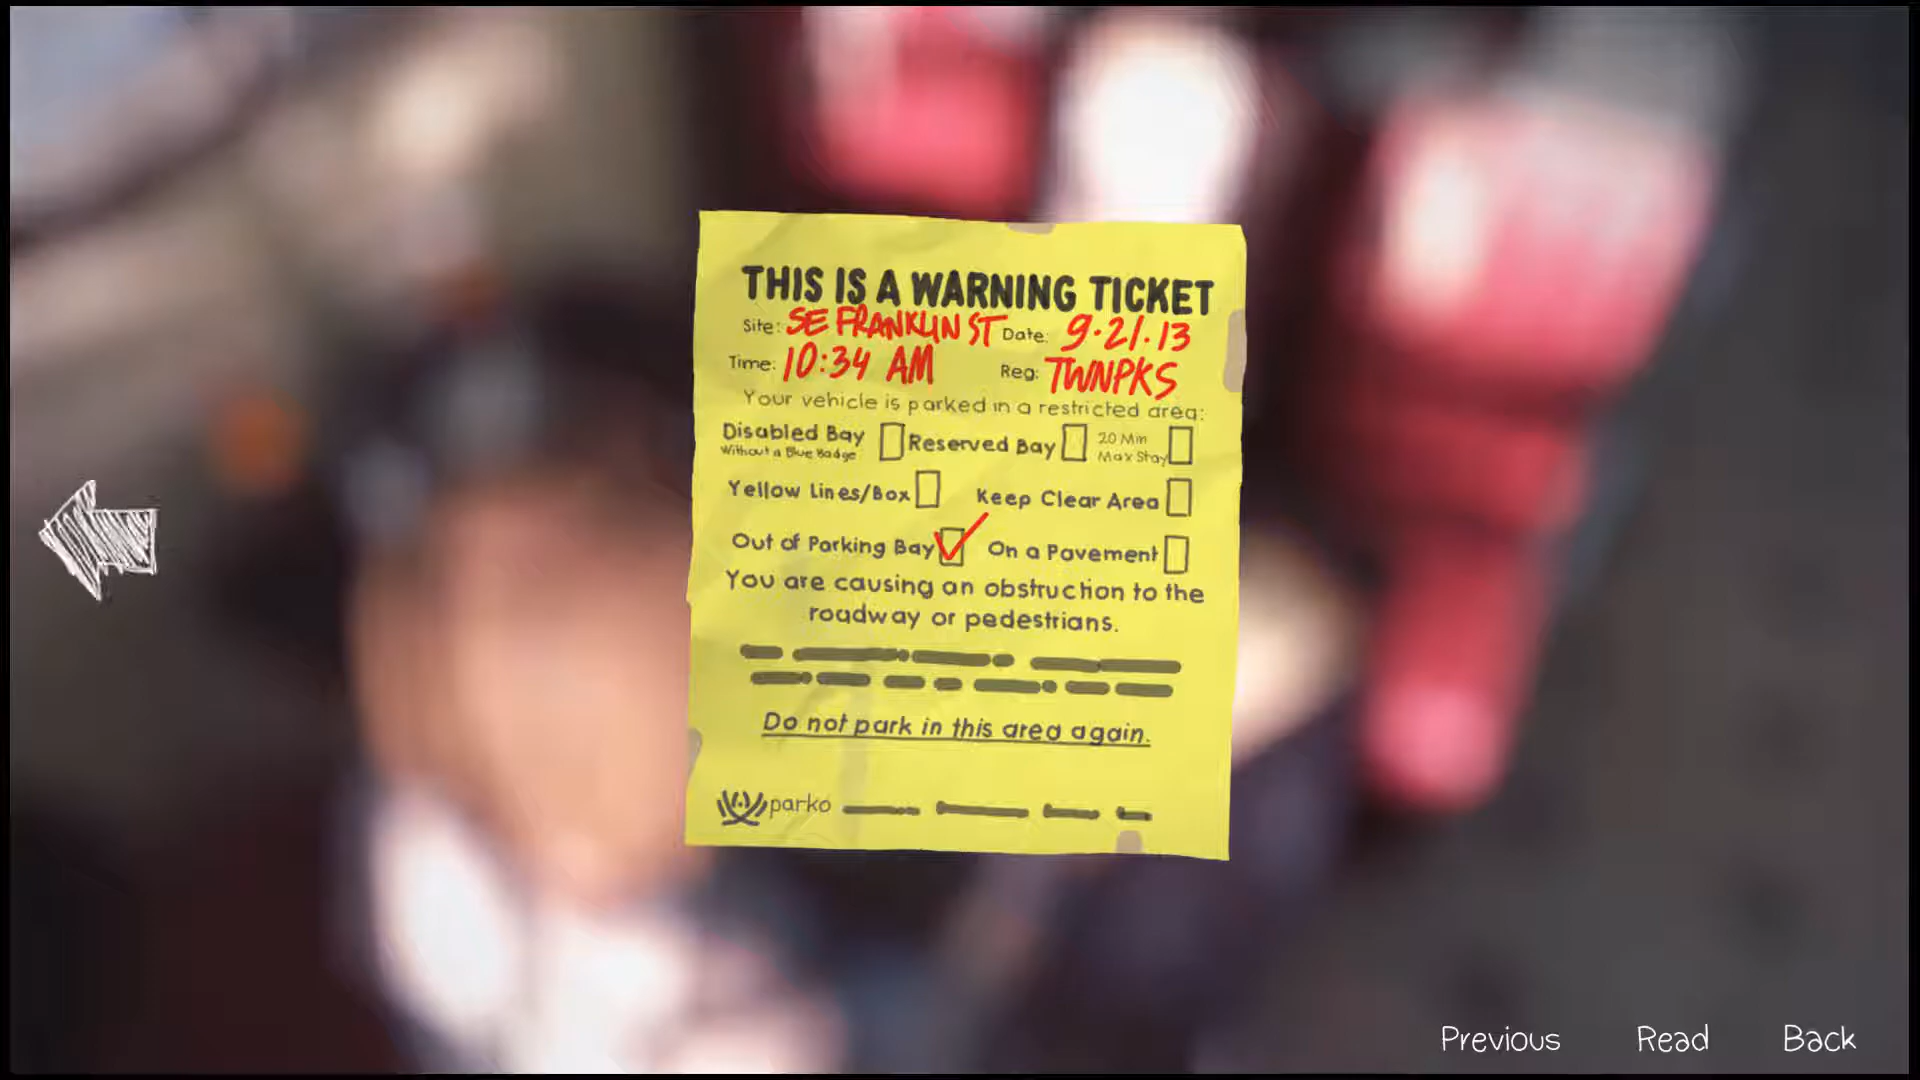 THIS IS A WARNING TICKET
Site: SE FRANKLIN ST Date: 9.21.13
Time: 10:34 AM Reg: TWNPKS
Your vehicle is parked in a restricted area:
Disabled Bay Reserved Bay 20 Min
Without a Blue Badge Max Stay
Yellow Lines/Box Keep Clear Area
Out of Parking Bay On a Pavement
You are causing an obstruction to the
roadway or pedestrians.
Do not park in this area again.
parko
Previous Read Back